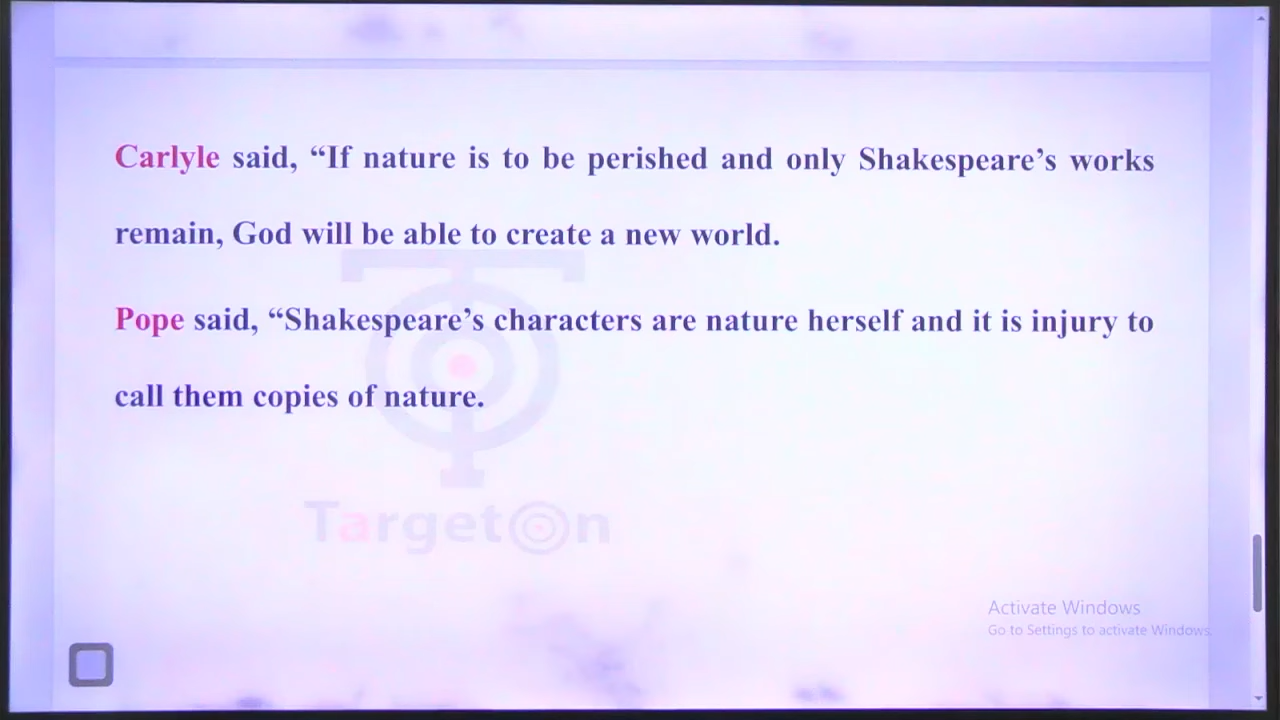 Carlyle said, “If nature is to be perished and only Shakespeare’s works
remain, God will be able to create a new world.
Pope said, “Shakespeare’s characters are nature herself and it is injury to
call them copies of nature.
TargetOn
Activate Windows
Go to Settings to activate Windows.